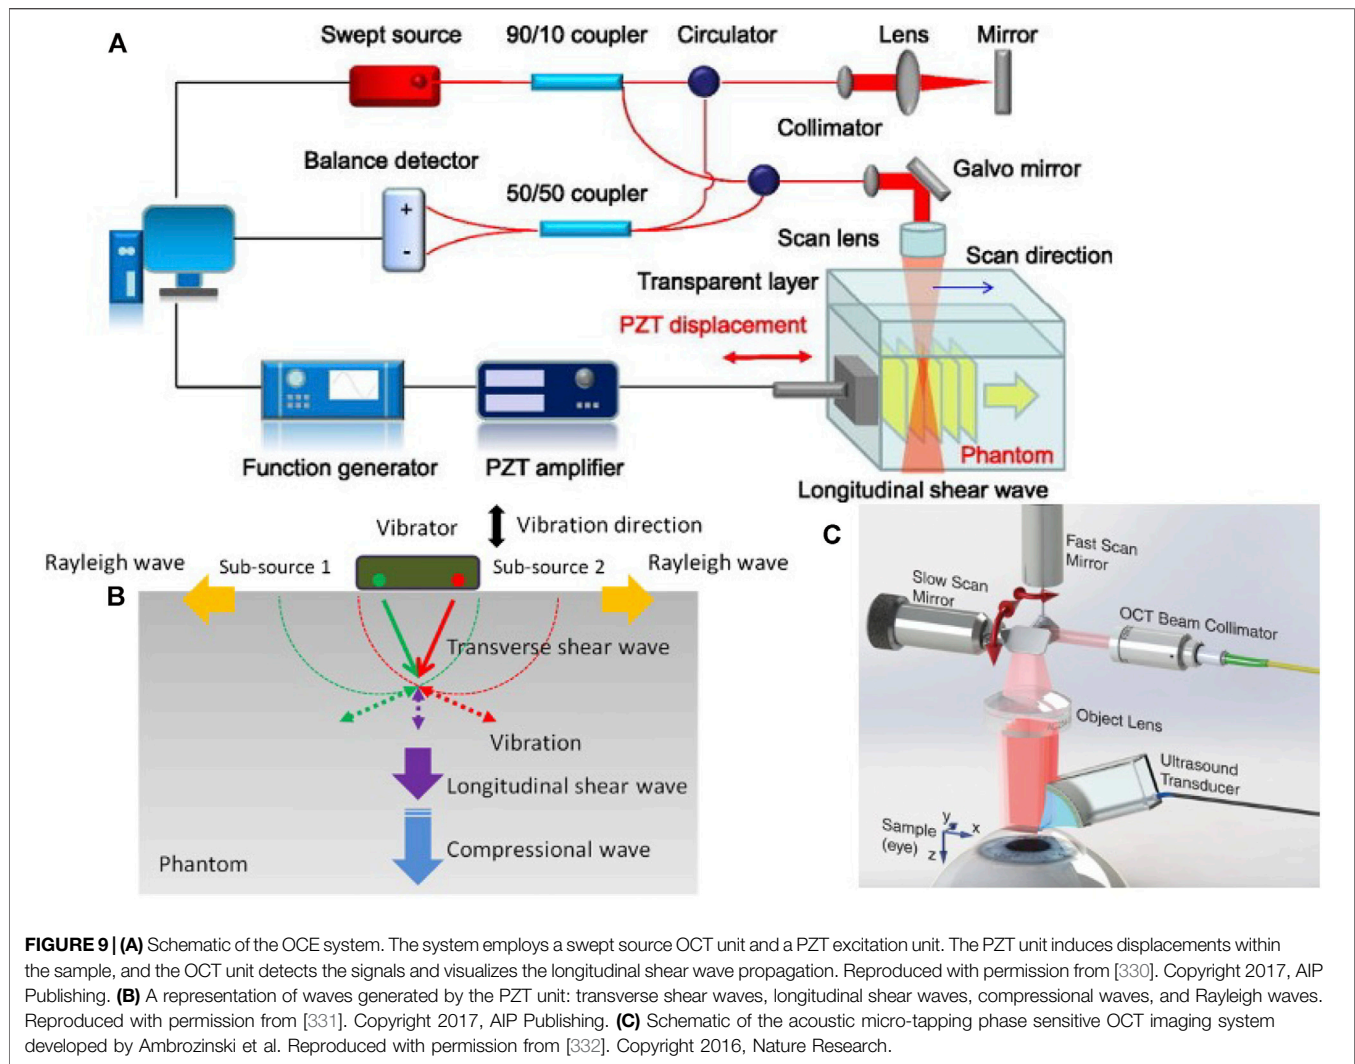 A
Swept source
90/10 coupler
Circulator
Lens
Mirror
Collimator
Balance detector
+
-
50/50 coupler
Galvo mirror
Scan lens
Scan direction
Transparent layer
PZT displacement
Phantom
Function generator
PZT amplifier
Longitudinal shear wave
B
Vibrator
Vibration direction
Rayleigh wave
Sub-source 1
Sub-source 2
Rayleigh wave
Transverse shear wave
Vibration
Longitudinal shear wave
Compressional wave
Phantom
C
Fast Scan
Mirror
Slow Scan
Mirror
OCT Beam Collimator
Object Lens
Ultrasound
Transducer
Sample
(eye)
y
x
z
FIGURE 9 | (A) Schematic of the OCE system. The system employs a swept source OCT unit and a PZT excitation unit. The PZT unit induces displacements within
the sample, and the OCT unit detects the signals and visualizes the longitudinal shear wave propagation. Reproduced with permission from [330]. Copyright 2017, AIP
Publishing. (B) A representation of waves generated by the PZT unit: transverse shear waves, longitudinal shear waves, compressional waves, and Rayleigh waves.
Reproduced with permission from [331]. Copyright 2017, AIP Publishing. (C) Schematic of the acoustic micro-tapping phase sensitive OCT imaging system
developed by Ambrozinski et al. Reproduced with permission from [332]. Copyright 2016, Nature Research.